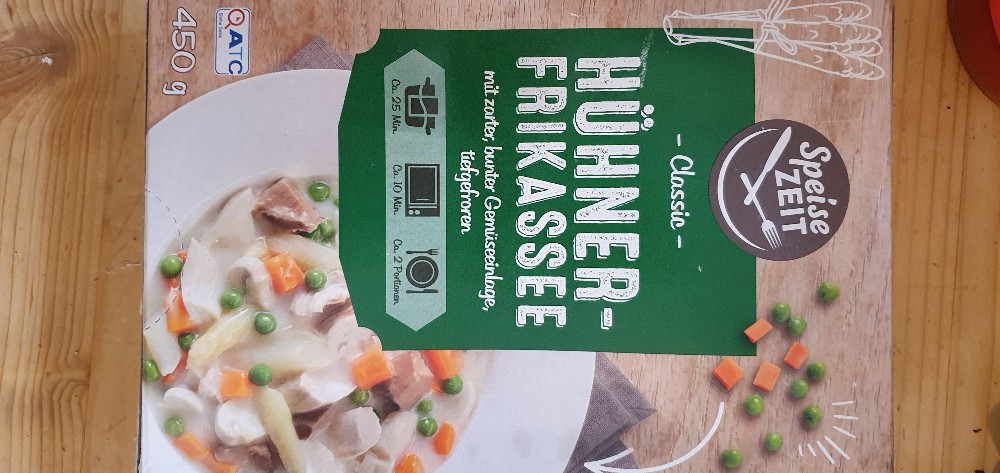 Speise
ZEIT
- Classic -
HÜHNER-
FRIKASSEE
mit zarter, bunter Gemüseeinlage,
tiefgefroren
Ca. 25 Min.
Ca. 10 Min.
Ca. 2 Portionen
ATC
450 g